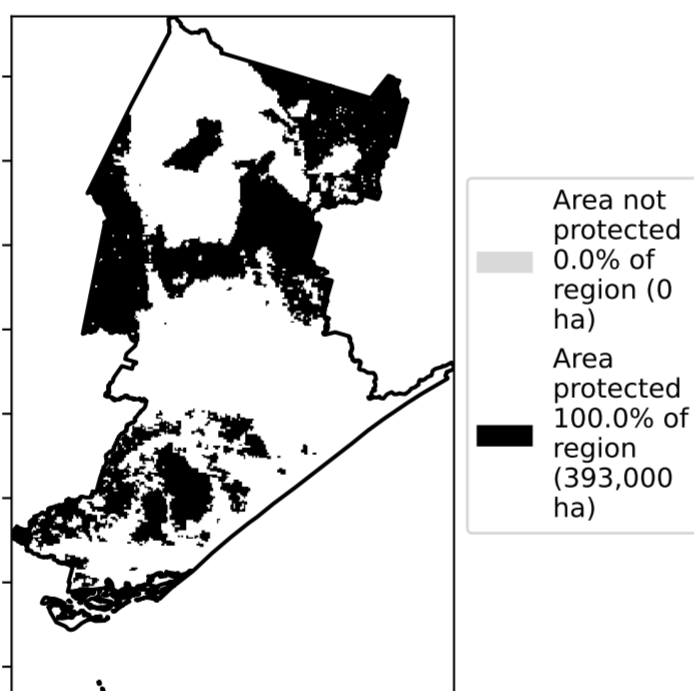 Area not
protected
0.0% of
region (0
ha)
Area
protected
100.0% of
region
(393,000
ha)